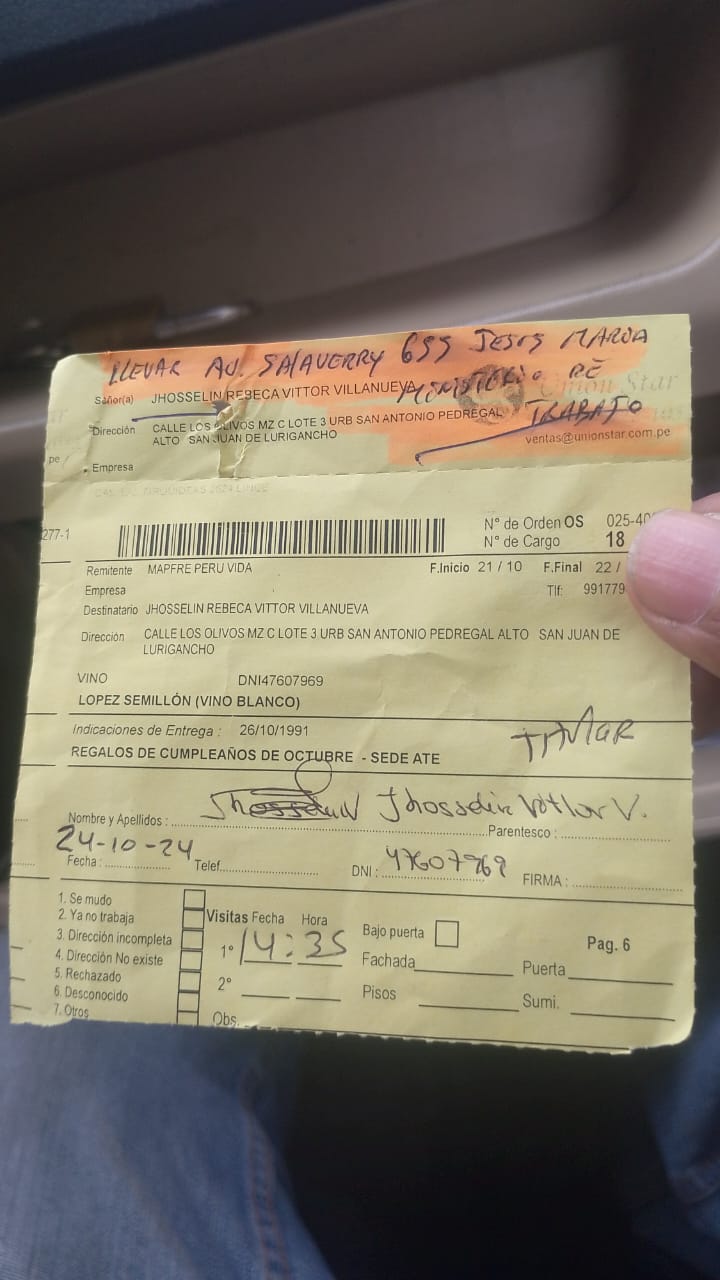 LLEVAR AV. SALAVERRY 655 JESUS MARIA
MINISTERIO DE
TRABAJO
Señor(a) JHOSSELIN REBECA VITTOR VILLANUEVA
Union Star
Dirección CALLE LOS OLIVOS MZ C LOTE 3 URB SAN ANTONIO PEDREGAL
ALTO SAN JUAN DE LURIGANCHO
ventas@unionstar.com.pe
pe
Empresa
277-1
N° de Orden OS 025-40
N° de Cargo 18
Remitente MAPFRE PERU VIDA F.Inicio 21 / 10 F.Final 22 /
Empresa Tlf: 991779
Destinatario JHOSSELIN REBECA VITTOR VILLANUEVA
Dirección CALLE LOS OLIVOS MZ C LOTE 3 URB SAN ANTONIO PEDREGAL ALTO SAN JUAN DE
LURIGANCHO
VINO DNI47607969
LOPEZ SEMILLÓN (VINO BLANCO)
Indicaciones de Entrega : 26/10/1991
REGALOS DE CUMPLEAÑOS DE OCTUBRE - SEDE ATE
Nombre y Apellidos : Jhosselin Vittor V.
Parentesco :
Fecha : 24-10-24 Telef. DNI : 47607969 FIRMA :
1. Se mudo
2. Ya no trabaja
3. Dirección incompleta
4. Dirección No existe
5. Rechazado
6. Desconocido
7. Otros
Visitas Fecha Hora
1° 14:35
2°
Obs.
Bajo puerta
Fachada Puerta
Pisos Sumi.
Pag. 6